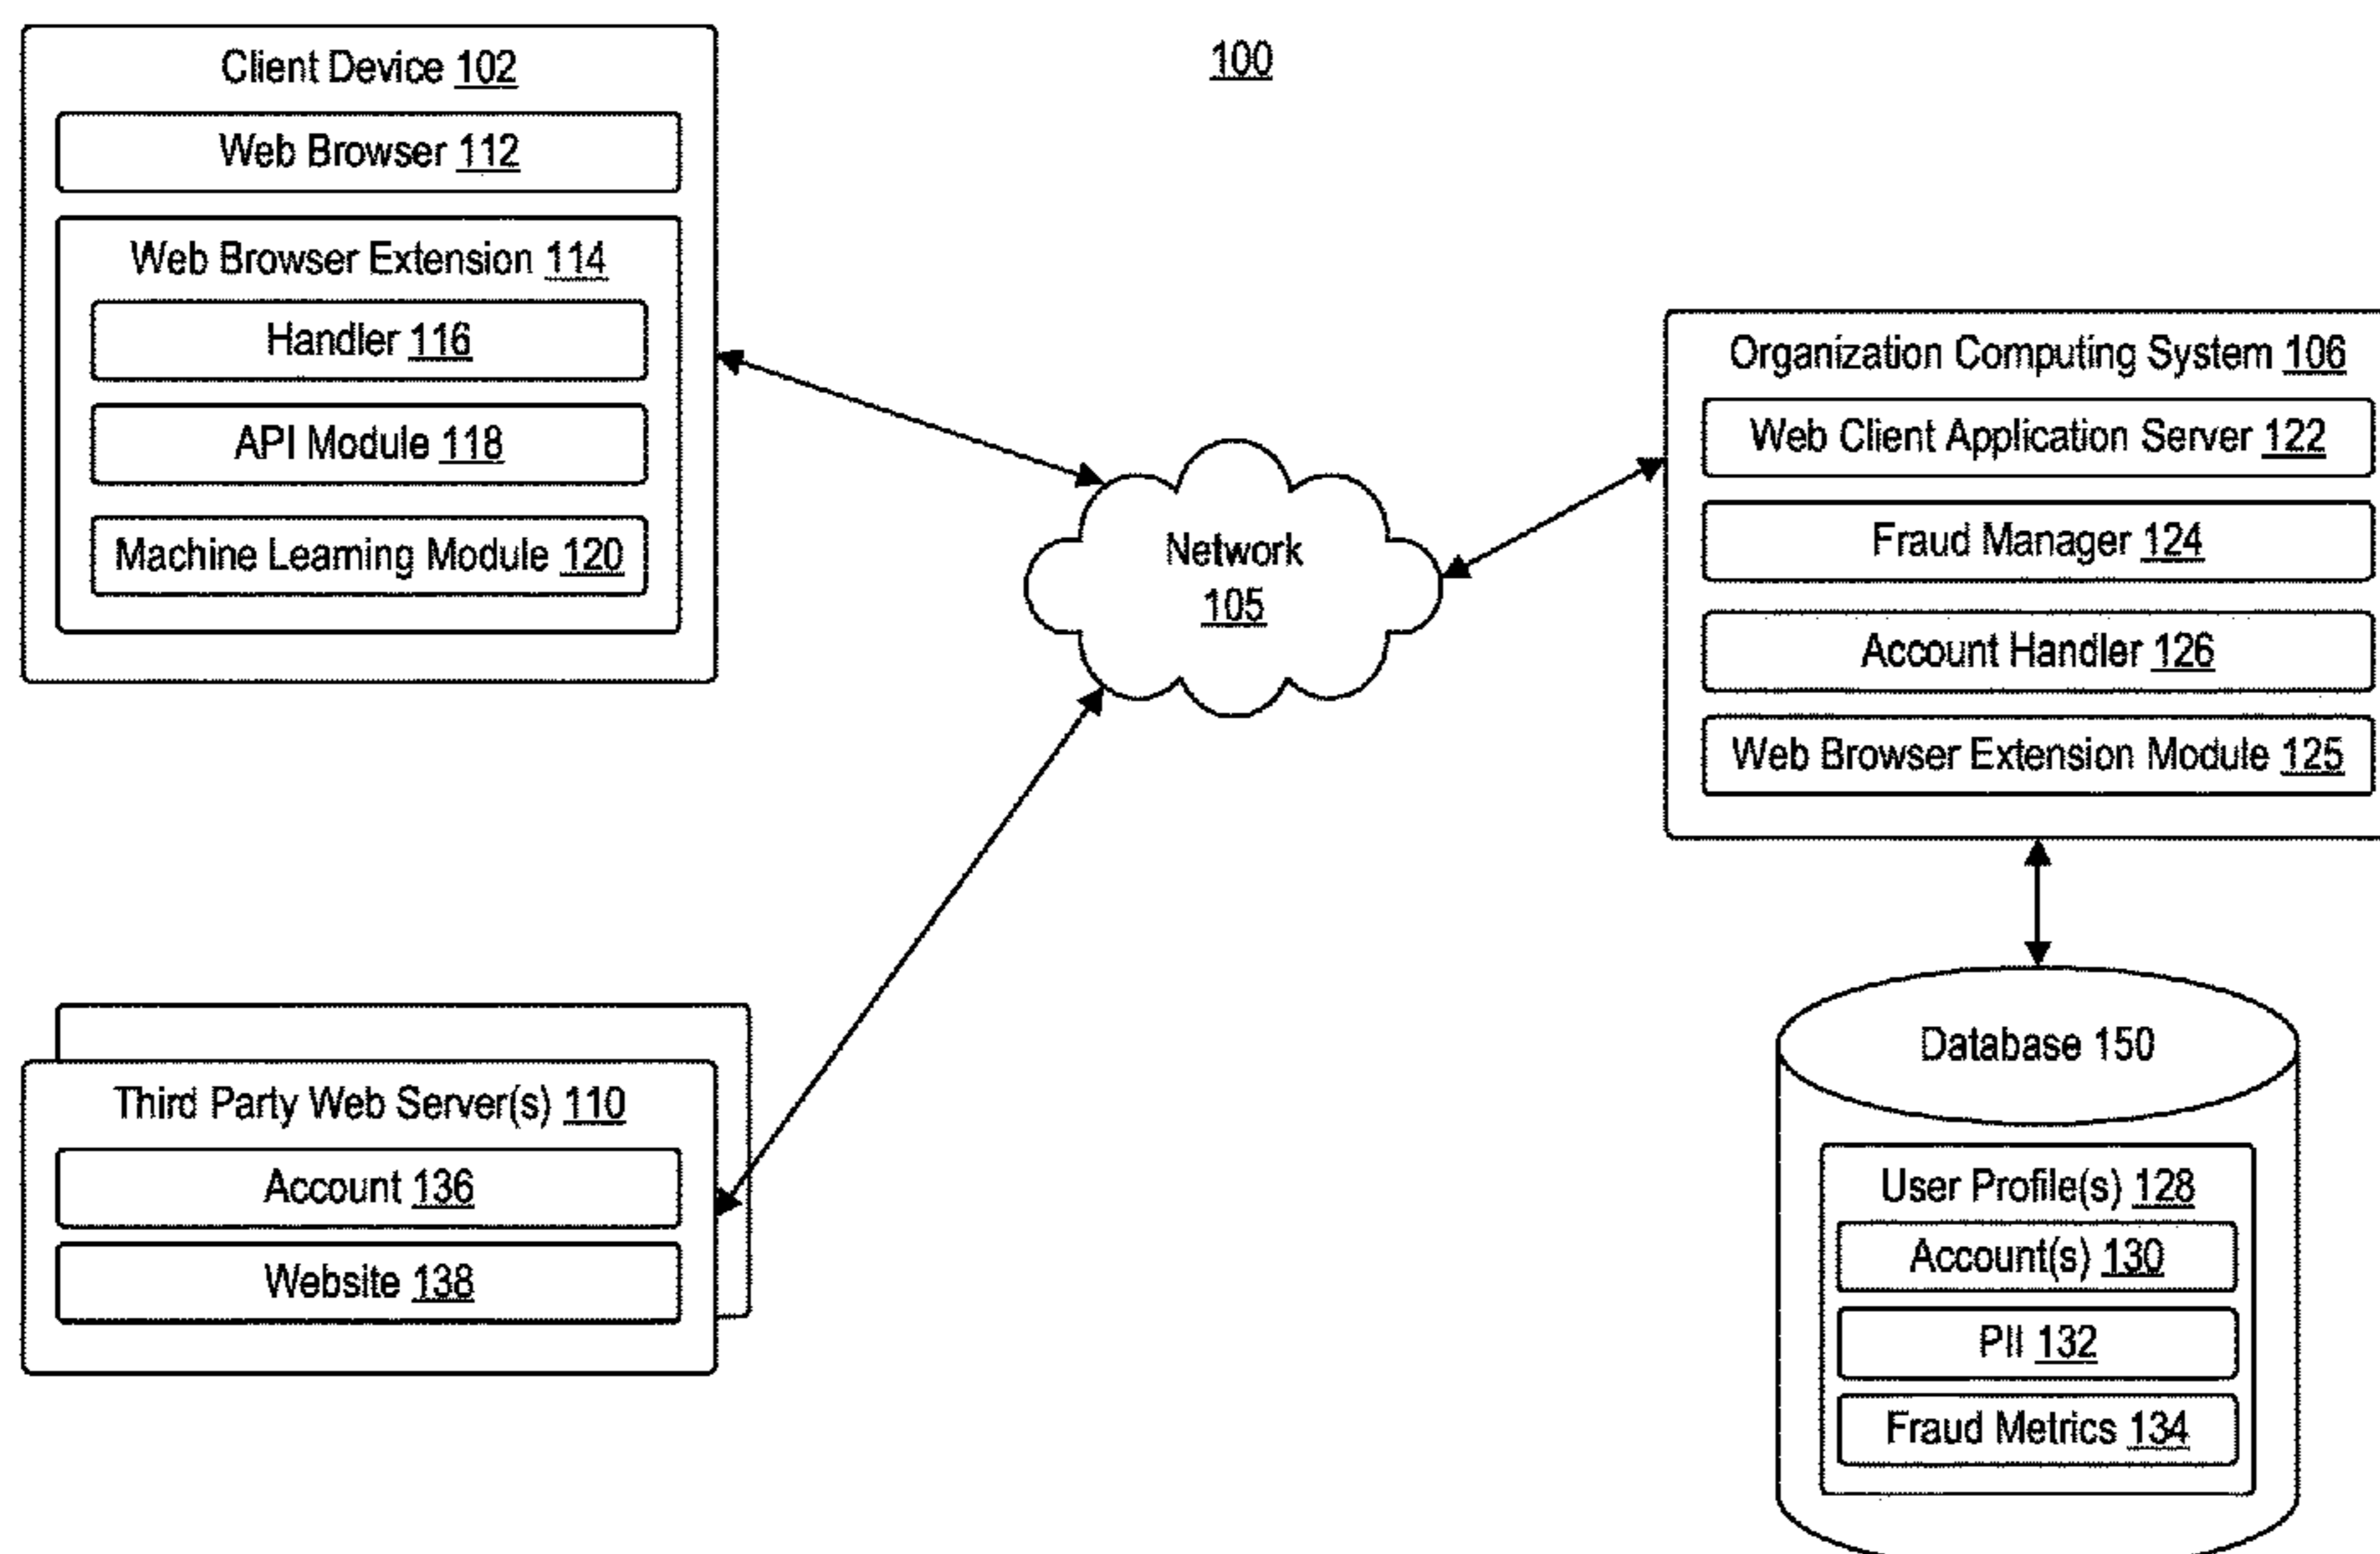 100
Client Device 102
Web Browser 112
Web Browser Extension 114
Handler 116
API Module 118
Machine Learning Module 120
Network
105
Organization Computing System 106
Web Client Application Server 122
Fraud Manager 124
Account Handler 126
Web Browser Extension Module 125
Third Party Web Server(s) 110
Account 136
Website 138
Database 150
User Profile(s) 128
Account(s) 130
PII 132
Fraud Metrics 134